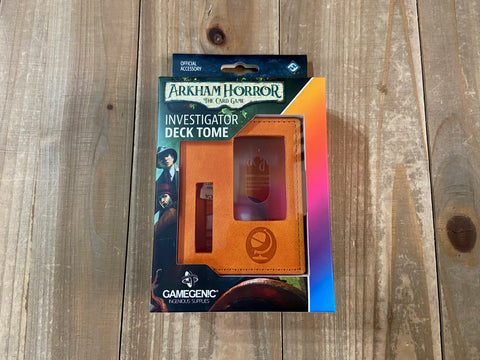 OFFICIAL
ACCESSORY
ARKHAM HORROR
THE CARD GAME
INVESTIGATOR
DECK TOME
GAMEGENIC
INGENIOUS SUPPLIES